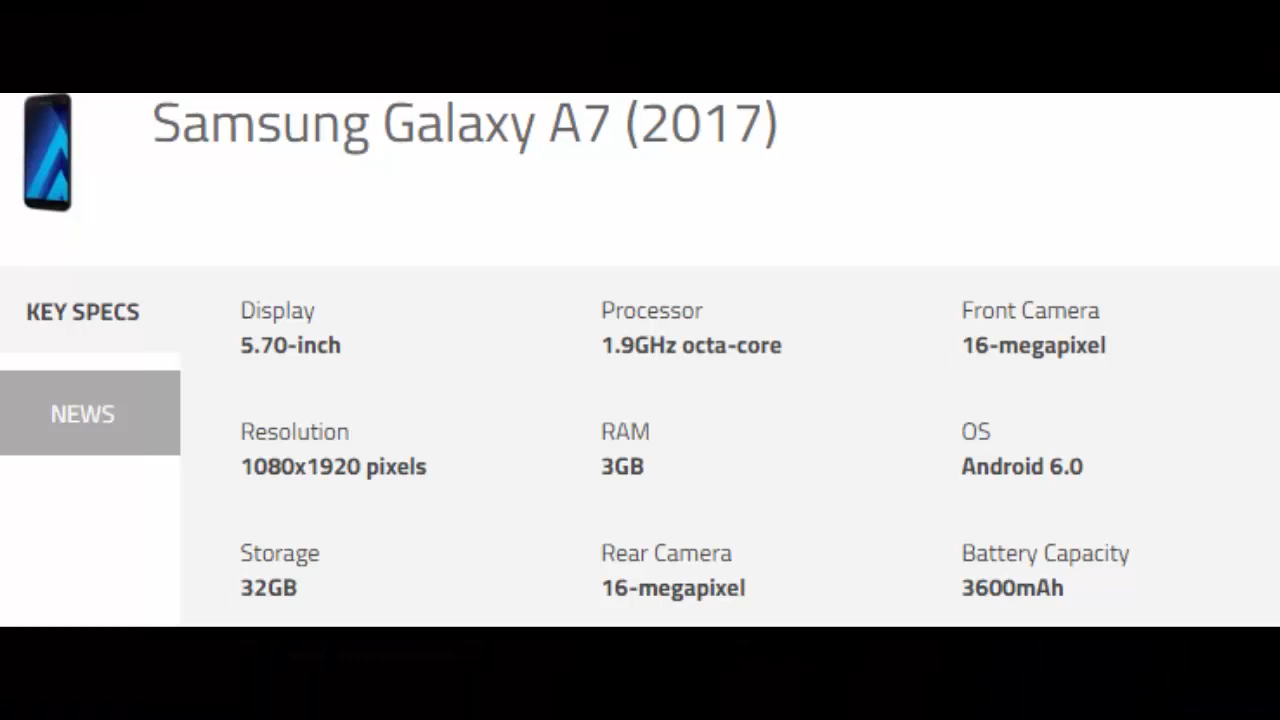 Samsung Galaxy A7 (2017)
KEY SPECS
NEWS
Display
5.70-inch
Processor
1.9GHz octa-core
Front Camera
16-megapixel
Resolution
1080x1920 pixels
RAM
3GB
OS
Android 6.0
Storage
32GB
Rear Camera
16-megapixel
Battery Capacity
3600mAh